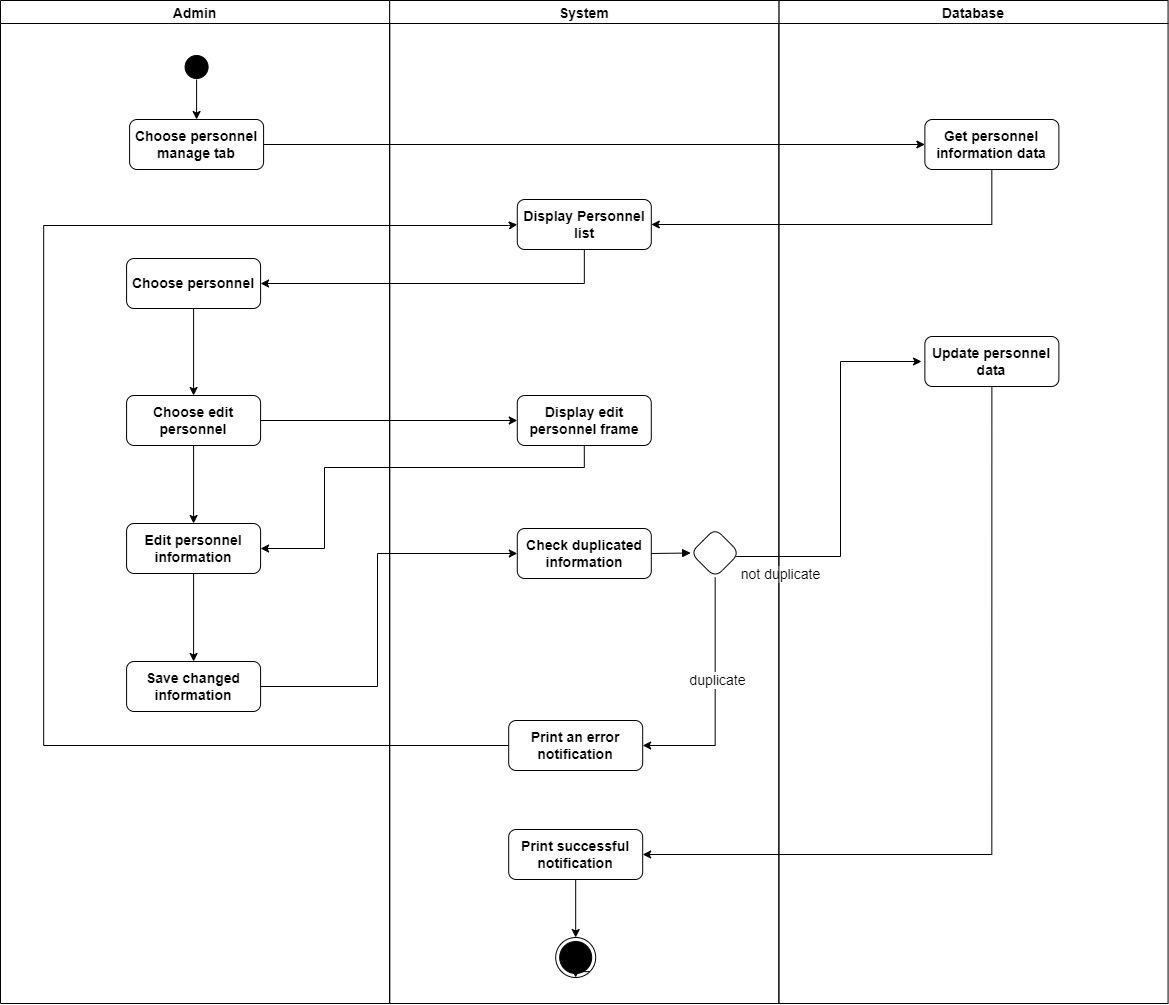 Admin
System
Database
Choose personnel
manage tab
Get personnel
information data
Display Personnel
list
Choose personnel
Update personnel
data
Choose edit
personnel
Display edit
personnel frame
Edit personnel
information
Check duplicated
information
not duplicate
Save changed
information
duplicate
Print an error
notification
Print successful
notification